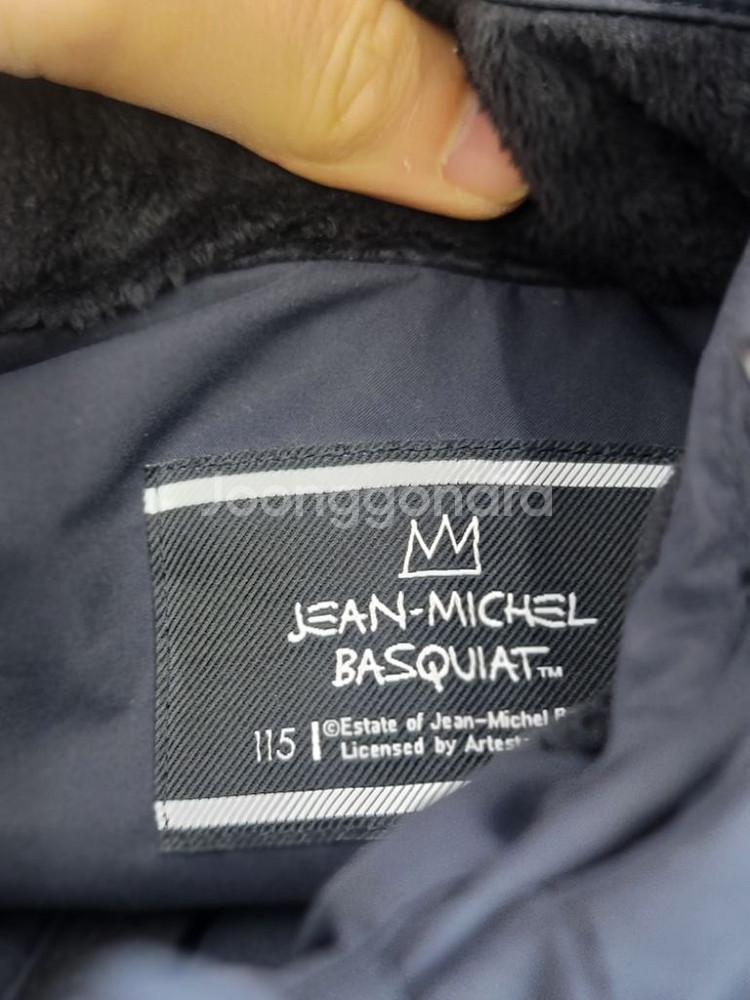 Joonggonara
JEAN-MICHEL
BASQUIAT™
115
©Estate of Jean-Michel
Licensed by